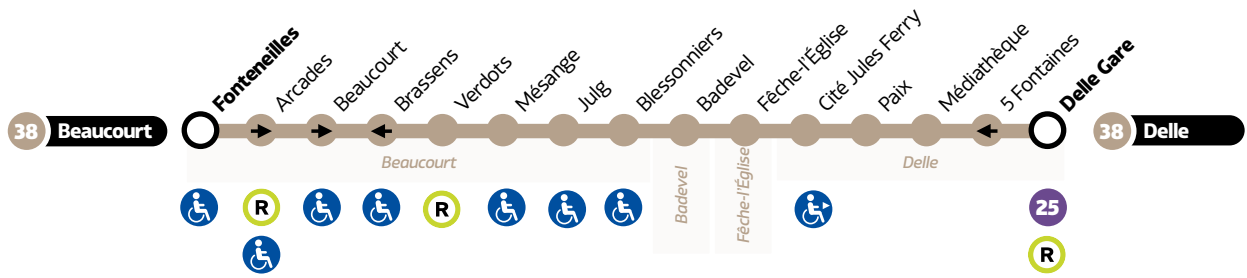 Fonteneilles
Arcades
Beaucourt
Brassens
Verdots
Mésange
Julg
Blessonniers
Badevel
Fêche-l'Église
Cité Jules Ferry
Paix
Médiathèque
5 Fontaines
Delle Gare
38 Beaucourt
38 Delle
Beaucourt
Badevel
Fêche-l'Église
Delle
R
R
25
R